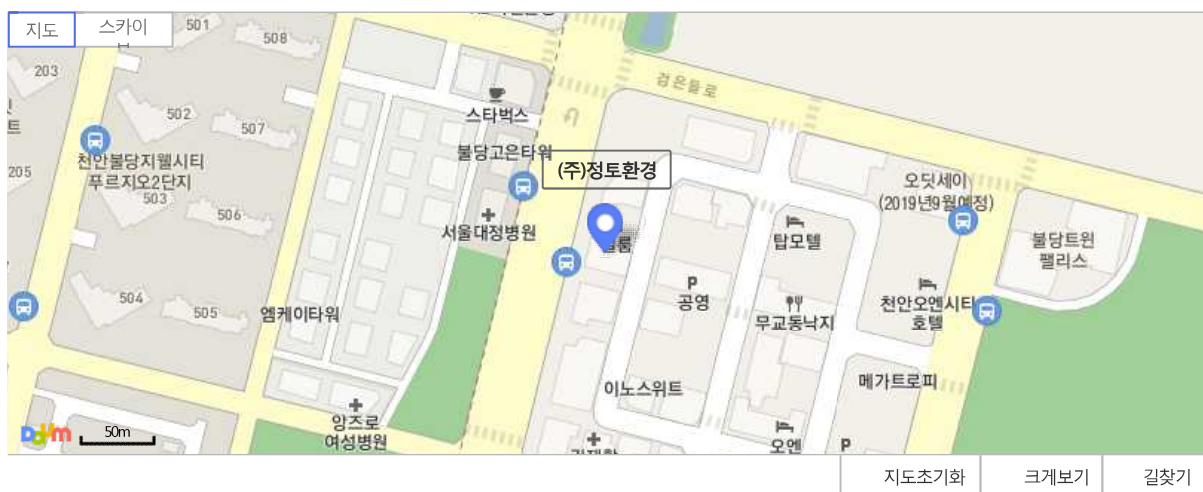 지도
스카이
501
508
203
502
507
스타벅스
검은들로
천안불당지웰시티
푸르지오2단지
불당고은타워
(주)정토환경
205
503
506
오딧세이
(2019년9월예정)
서울대정병원
룸
탑모텔
불당트윈
팰리스
504
505
엠케이타워
P
공영
무교동낙지
천안오엔시티
호텔
이노스위트
메가트로피
앙즈로
여성병원
오엔
P
Daum
50m
지도초기화
크게보기
길찾기